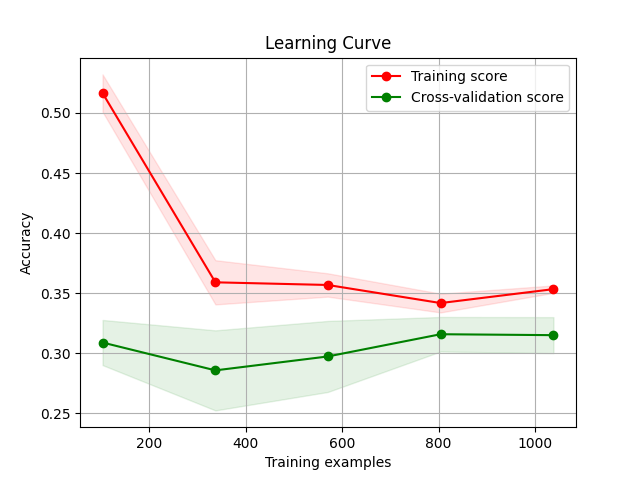 Learning Curve
Training score
Cross-validation score
0.50
0.45
0.40
0.35
0.30
0.25
Accuracy
200
400
600
800
1000
Training examples